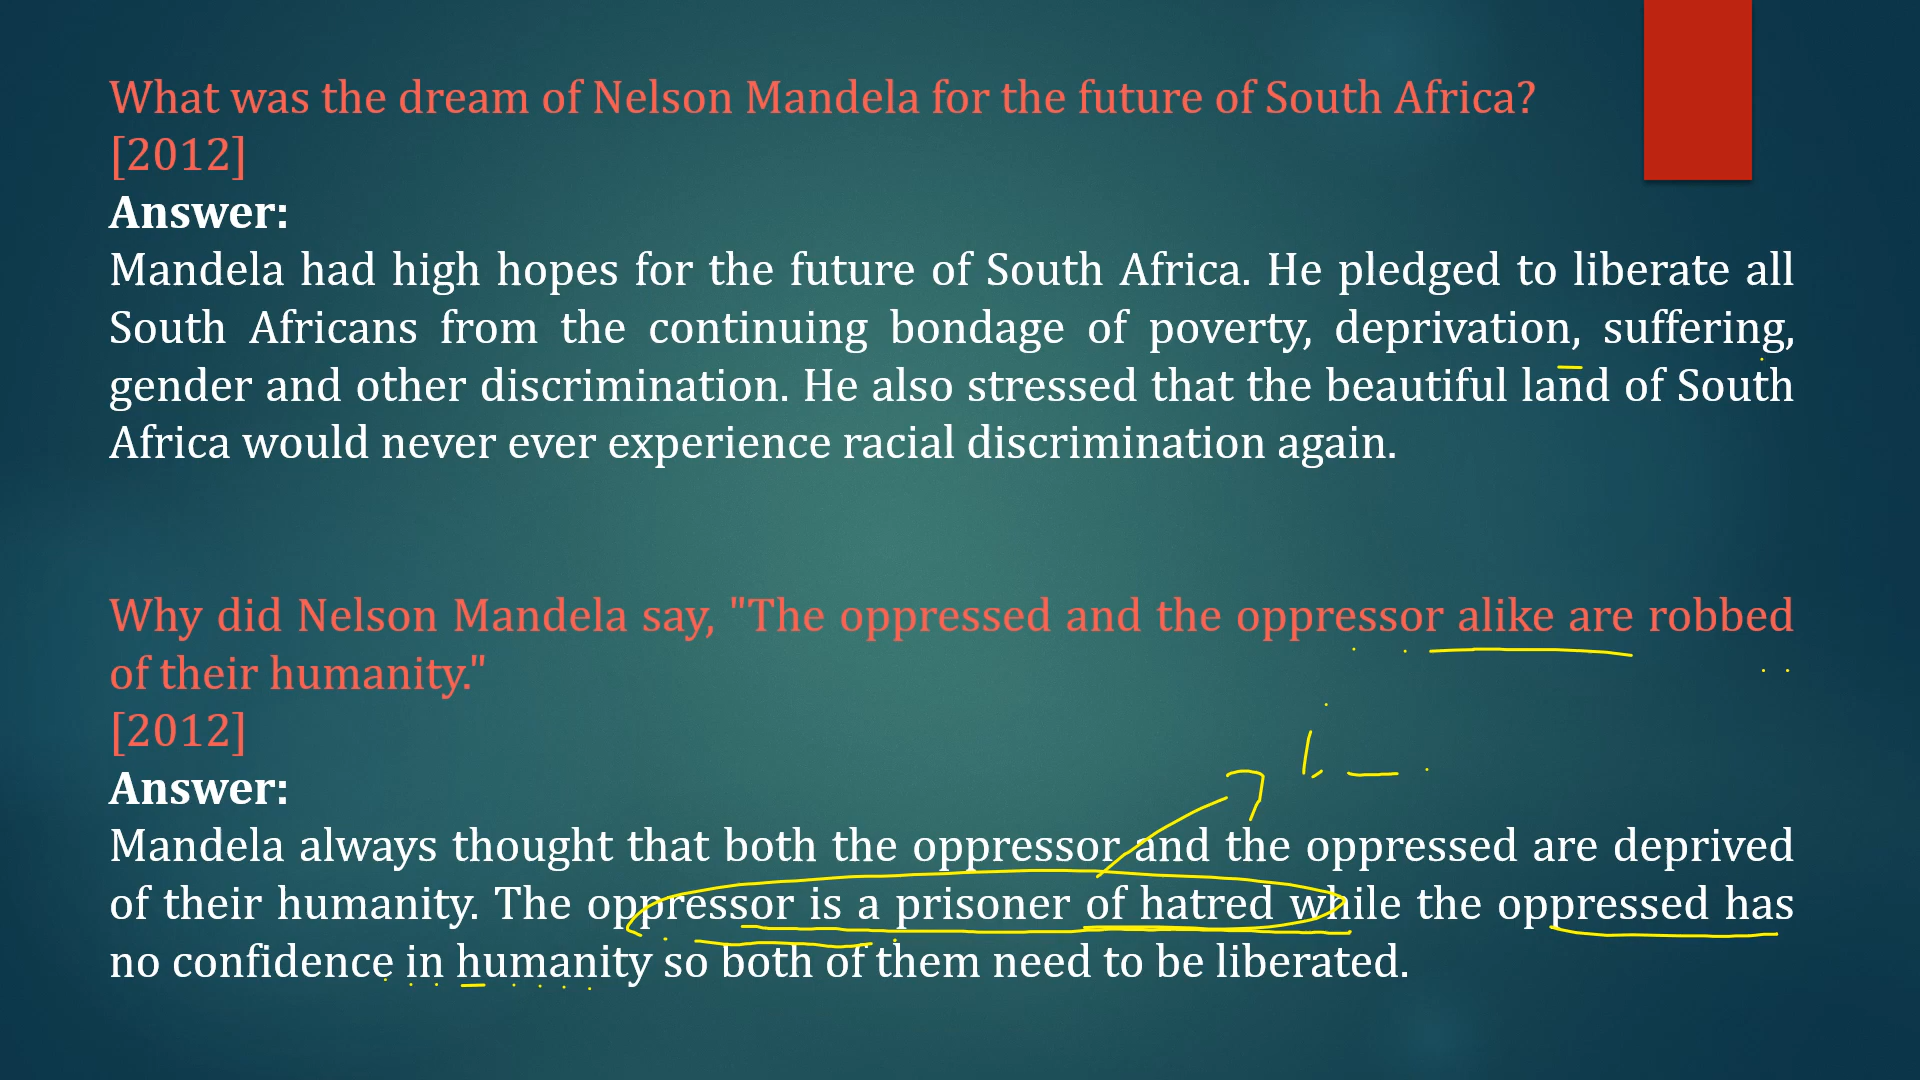 What was the dream of Nelson Mandela for the future of South Africa?
[2012]
Answer:
Mandela had high hopes for the future of South Africa. He pledged to liberate all
South Africans from the continuing bondage of poverty, deprivation, suffering,
gender and other discrimination. He also stressed that the beautiful land of South
Africa would never ever experience racial discrimination again.
Why did Nelson Mandela say, "The oppressed and the oppressor alike are robbed
of their humanity."
[2012]
Answer:
Mandela always thought that both the oppressor and the oppressed are deprived
of their humanity. The oppressor is a prisoner of hatred while the oppressed has
no confidence in humanity so both of them need to be liberated.